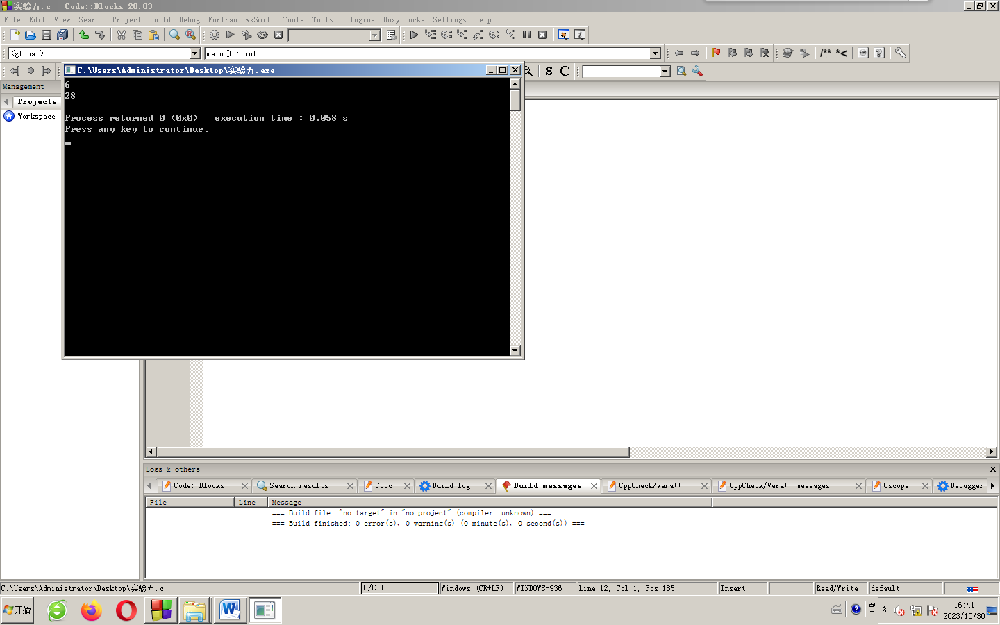 实验五.c - Code::Blocks 20.03
File Edit View Search Project Build Debug Fortran wxSmith Tools Tools+ Plugins DoxyBlocks Settings Help
<global>
main() : int
/** *<
S C
C:\Users\Administrator\Desktop\实验五.exe
6
28
Process returned 0 (0x0)   execution time : 0.058 s
Press any key to continue.
Management
Projects
Workspace
Logs & others
Code::Blocks
Search results
Cccc
Build log
Build messages
CppCheck/Vera++
CppCheck/Vera++ messages
Cscope
Debugger
File Line Message
=== Build file: "no target" in "no project" (compiler: unknown) ===
=== Build finished: 0 error(s), 0 warning(s) (0 minute(s), 0 second(s)) ===
C:\Users\Administrator\Desktop\实验五.c
C/C++
Windows (CR+LF)
WINDOWS-936
Line 12, Col 1, Pos 185
Insert
Read/Write
default
开始
16:41
2023/10/30